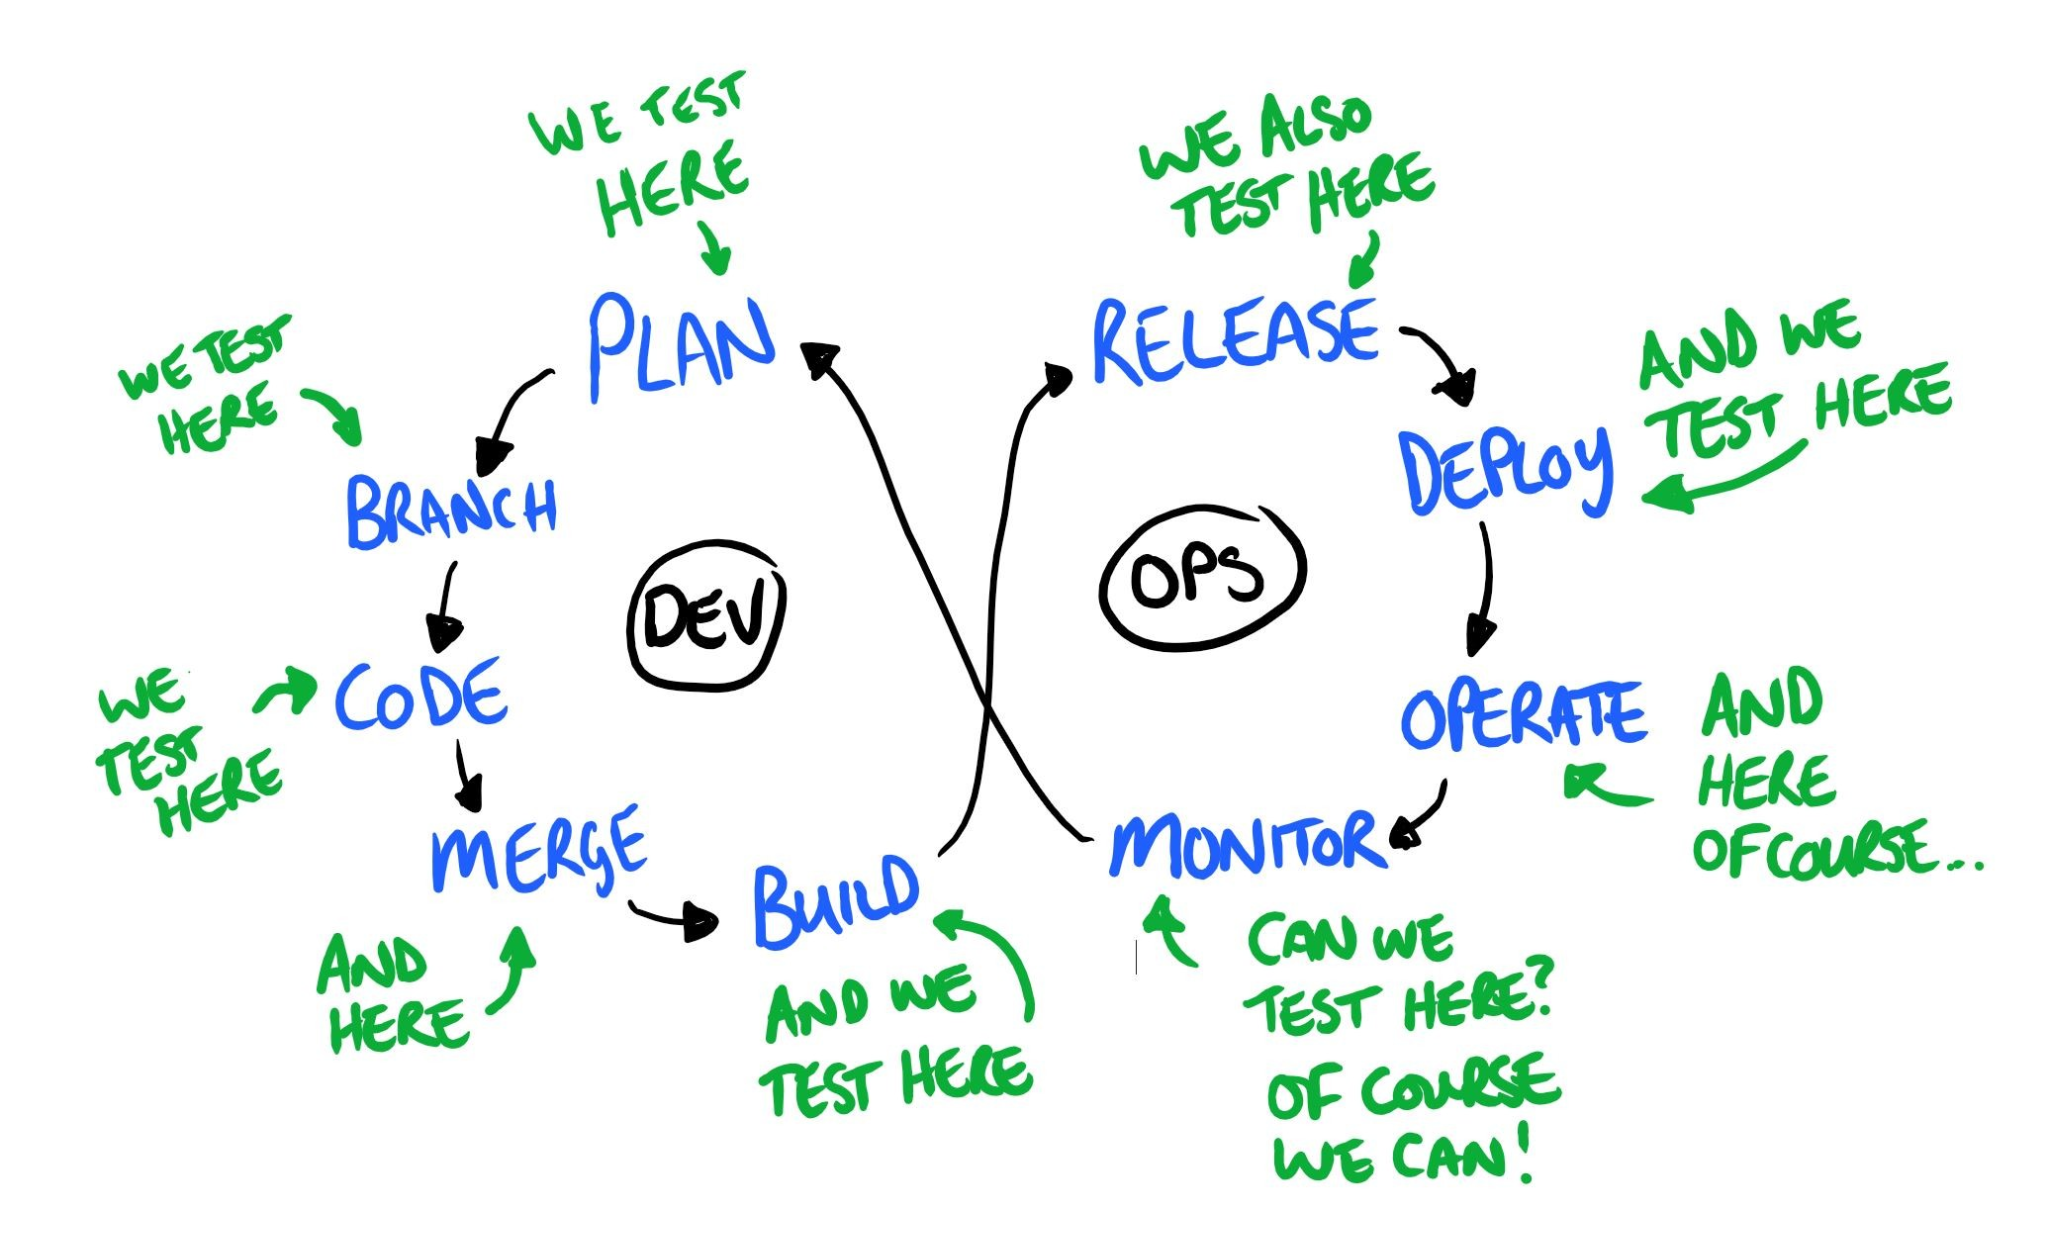 WE TEST
HERE
PLAN
WE TEST
HERE
BRANCH
WE
TEST
HERE
CODE
DEV
MERGE
AND
HERE
BUILD
AND WE
TEST HERE
WE ALSO
TEST HERE
RELEASE
AND WE
TEST HERE
DEPLOY
OPS
OPERATE
AND
HERE
OF COURSE...
MONITOR
CAN WE
TEST HERE?
OF COURSE
WE CAN!